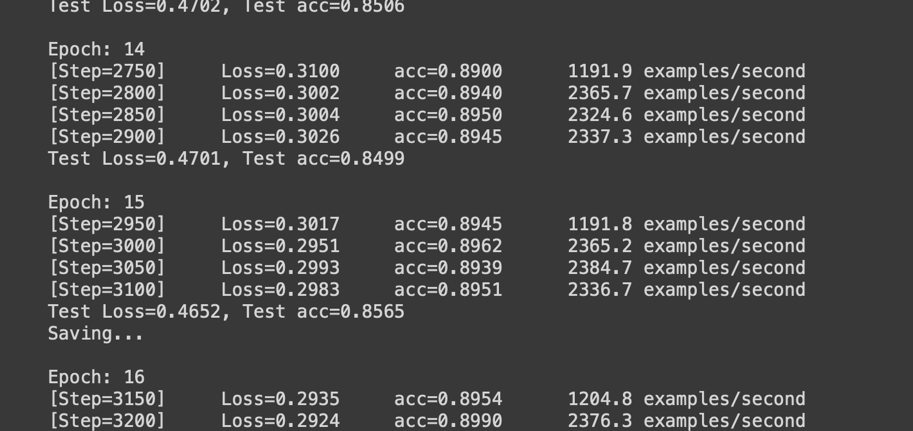 Test Loss=0.4702, Test acc=0.8506
Epoch: 14
[Step=2750] Loss=0.3100 acc=0.8900 1191.9 examples/second
[Step=2800] Loss=0.3002 acc=0.8940 2365.7 examples/second
[Step=2850] Loss=0.3004 acc=0.8950 2324.6 examples/second
[Step=2900] Loss=0.3026 acc=0.8945 2337.3 examples/second
Test Loss=0.4701, Test acc=0.8499
Epoch: 15
[Step=2950] Loss=0.3017 acc=0.8945 1191.8 examples/second
[Step=3000] Loss=0.2951 acc=0.8962 2365.2 examples/second
[Step=3050] Loss=0.2993 acc=0.8939 2384.7 examples/second
[Step=3100] Loss=0.2983 acc=0.8951 2336.7 examples/second
Test Loss=0.4652, Test acc=0.8565
Saving...
Epoch: 16
[Step=3150] Loss=0.2935 acc=0.8954 1204.8 examples/second
[Step=3200] Loss=0.2924 acc=0.8990 2376.3 examples/second